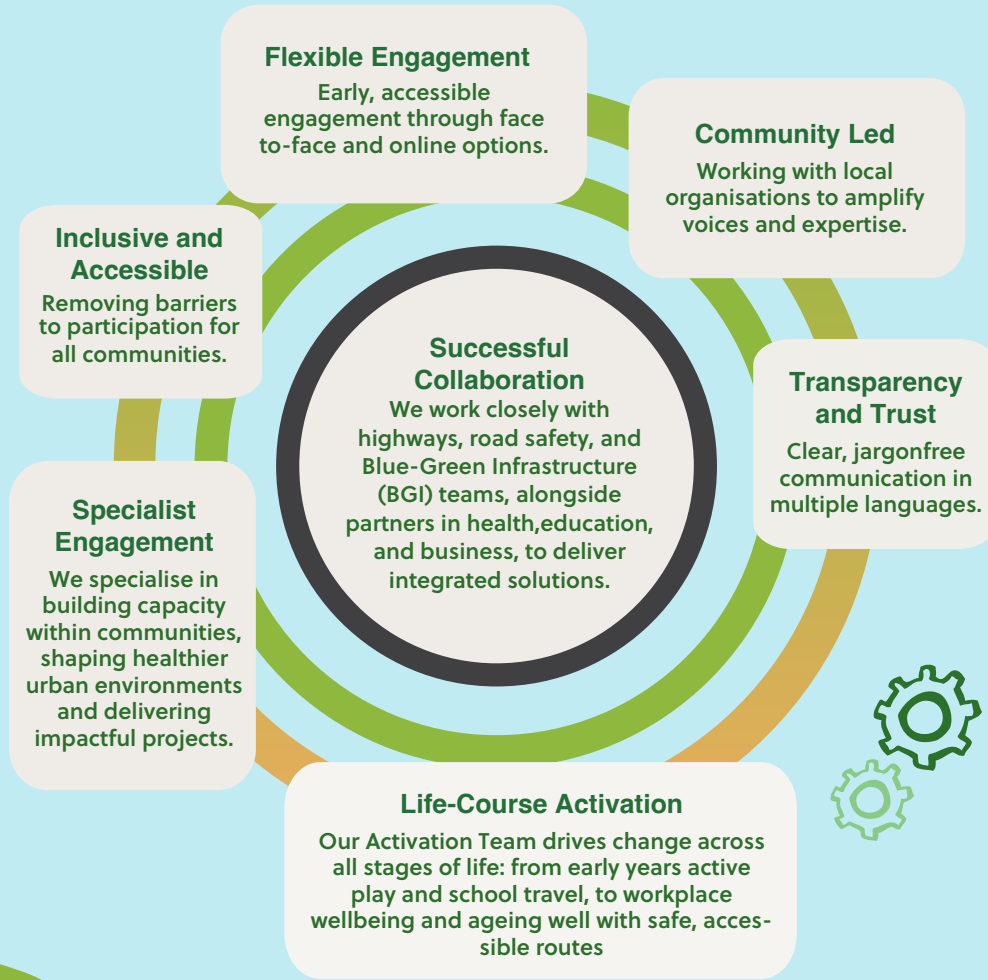 Flexible Engagement
Early, accessible
engagement through face
to-face and online options.
Community Led
Working with local
organisations to amplify
voices and expertise.
Inclusive and
Accessible
Removing barriers
to participation for
all communities.
Successful
Collaboration
We work closely with
highways, road safety, and
Blue-Green Infrastructure
(BGI) teams, alongside
partners in health,education,
and business, to deliver
integrated solutions.
Transparency
and Trust
Clear, jargonfree
communication in
multiple languages.
Specialist
Engagement
We specialise in
building capacity
within communities,
shaping healthier
urban environments
and delivering
impactful projects.
Life-Course Activation
Our Activation Team drives change across
all stages of life: from early years active
play and school travel, to workplace
wellbeing and ageing well with safe, acces-
sible routes